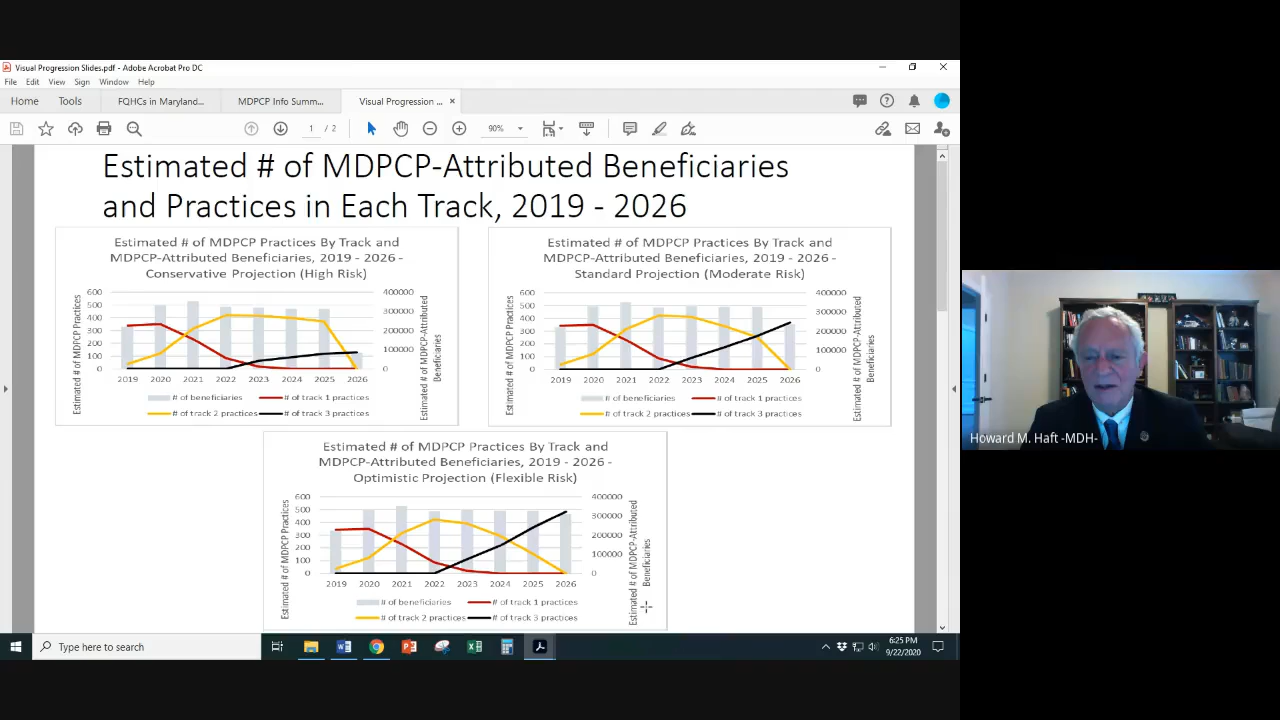 Visual Progression Slides.pdf - Adobe Acrobat Pro DC
File Edit View Sign Window Help
Home Tools FQHCs in Maryland... MDPCP Info Summ... Visual Progression ...
1 / 2 90%
Estimated # of MDPCP-Attributed Beneficiaries
and Practices in Each Track, 2019 - 2026
Estimated # of MDPCP Practices By Track and
MDPCP-Attributed Beneficiaries, 2019 - 2026 -
Conservative Projection (High Risk)
Estimated # of MDPCP Practices
600
500
400
300
200
100
0
400000
300000
200000
100000
0
Estimated # of MDPCP-Attributed
Beneficiaries
2019 2020 2021 2022 2023 2024 2025 2026
# of beneficiaries # of track 1 practices
# of track 2 practices # of track 3 practices
Estimated # of MDPCP Practices By Track and
MDPCP-Attributed Beneficiaries, 2019 - 2026 -
Standard Projection (Moderate Risk)
Estimated # of MDPCP Practices
600
500
400
300
200
100
0
400000
300000
200000
100000
0
Estimated # of MDPCP-Attributed
Beneficiaries
2019 2020 2021 2022 2023 2024 2025 2026
# of beneficiaries # of track 1 practices
# of track 2 practices # of track 3 practices
Estimated # of MDPCP Practices By Track and
MDPCP-Attributed Beneficiaries, 2019 - 2026 -
Optimistic Projection (Flexible Risk)
Estimated # of MDPCP Practices
600
500
400
300
200
100
0
400000
300000
200000
100000
0
Estimated # of MDPCP-Attributed
Beneficiaries
2019 2020 2021 2022 2023 2024 2025 2026
# of beneficiaries # of track 1 practices
# of track 2 practices # of track 3 practices
Howard M. Haft -MDH-
Type here to search
6:25 PM
9/22/2020